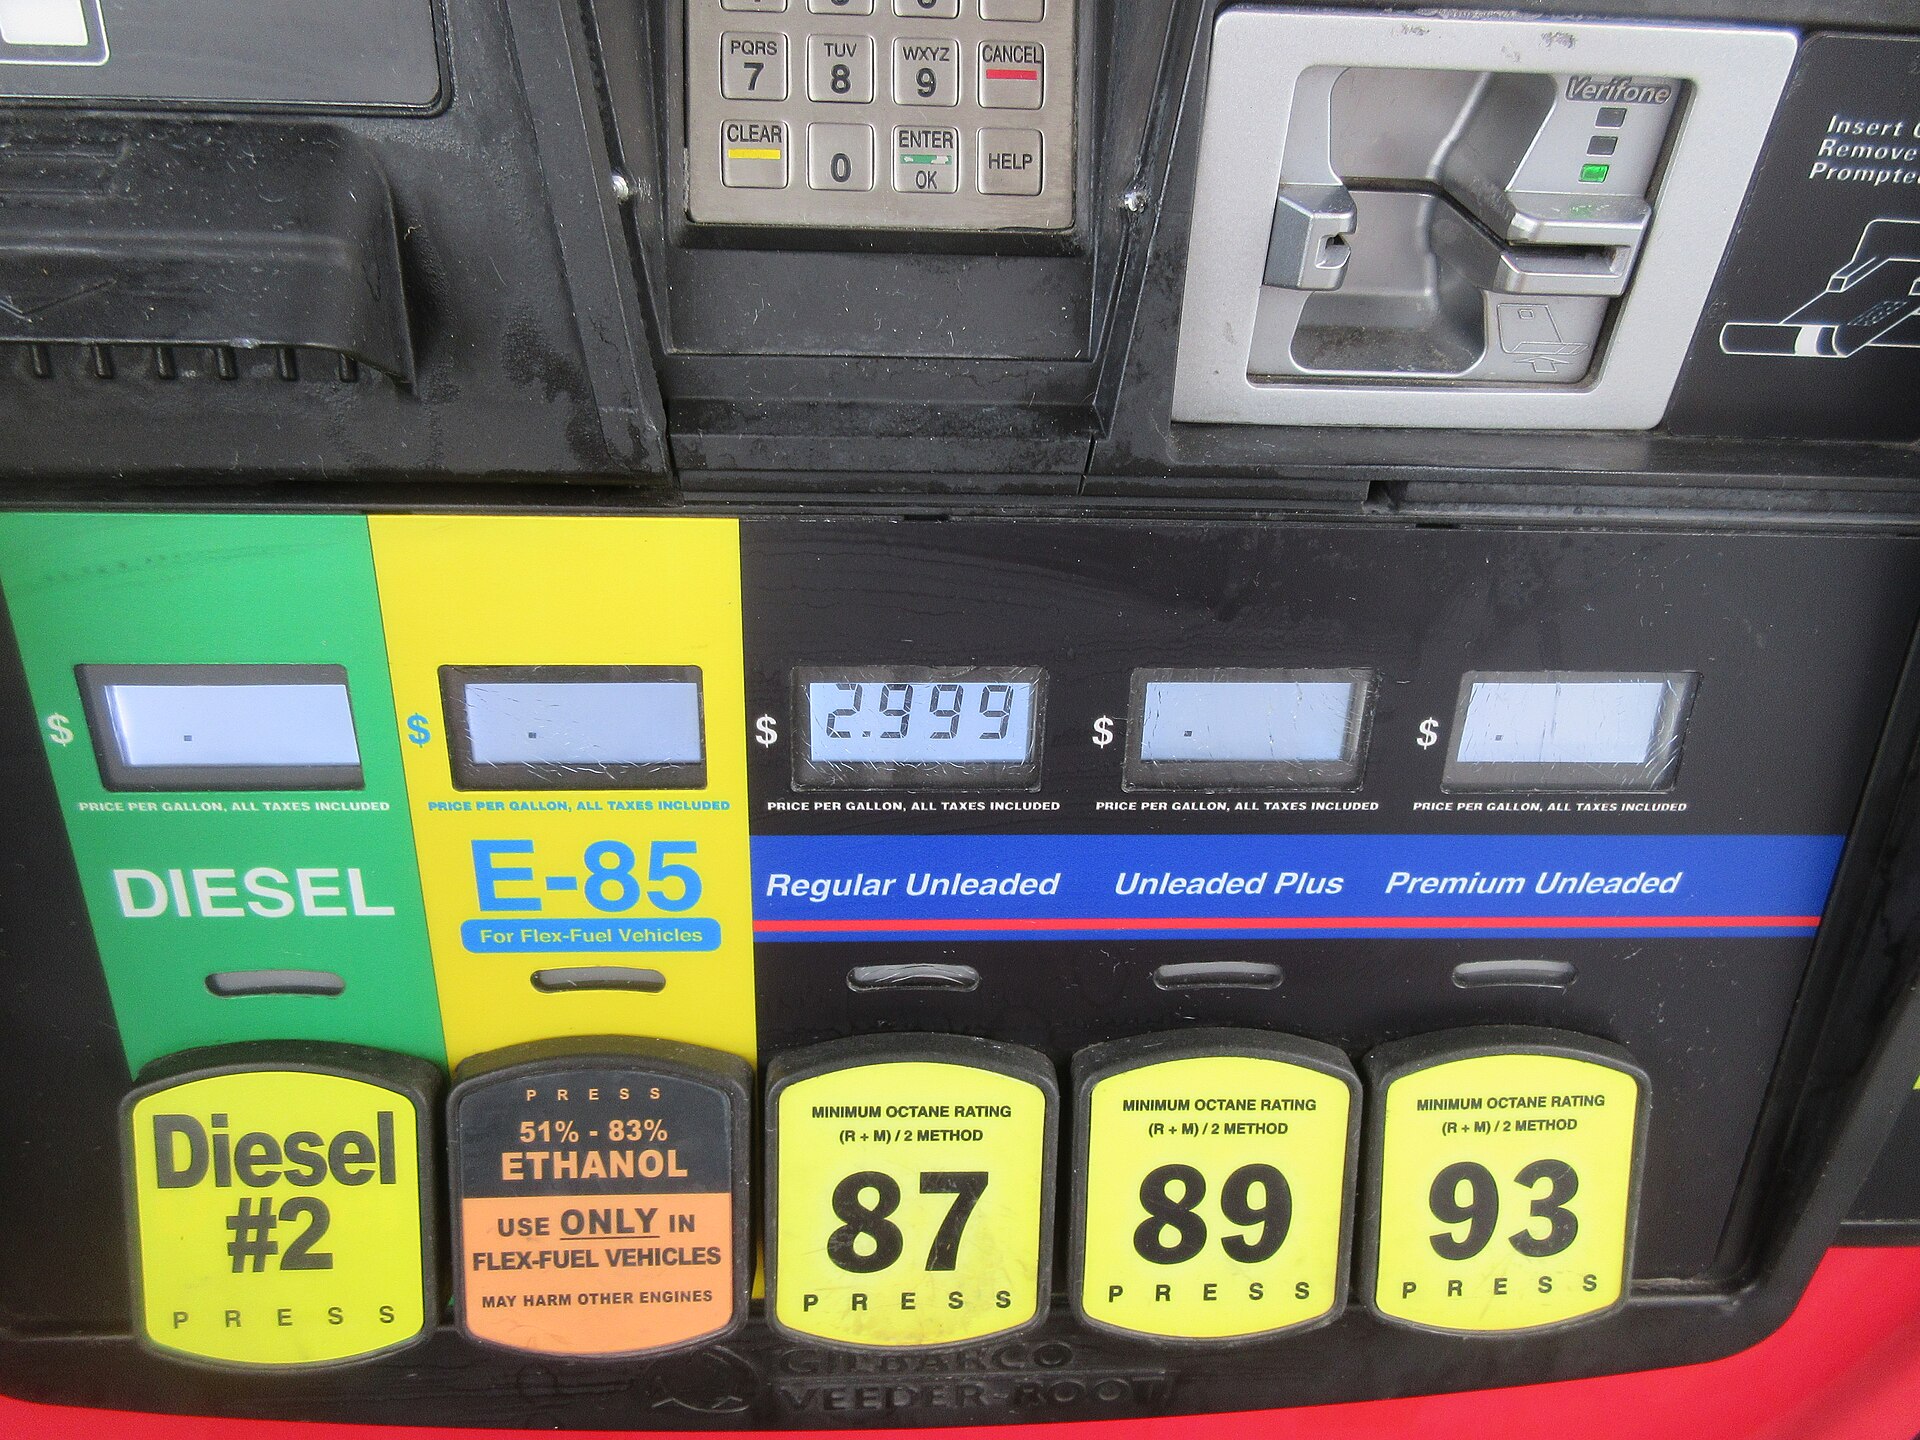 PQRS TUV WXYZ CANCEL
7 8 9
CLEAR 0 ENTER HELP
OK
Verifone
Insert
Remove
$ $ $ 2.999 $ $
PRICE PER GALLON, ALL TAXES INCLUDED PRICE PER GALLON, ALL TAXES INCLUDED PRICE PER GALLON, ALL TAXES INCLUDED PRICE PER GALLON, ALL TAXES INCLUDED PRICE PER GALLON, ALL TAXES INCLUDED
DIESEL
E-85
For Flex-Fuel Vehicles
Regular Unleaded Unleaded Plus Premium Unleaded
Diesel
#2
PRESS
PRESS
51% - 83%
ETHANOL
USE ONLY IN
FLEX-FUEL VEHICLES
MAY HARM OTHER ENGINES
MINIMUM OCTANE RATING
(R + M) / 2 METHOD
87
PRESS
MINIMUM OCTANE RATING
(R + M) / 2 METHOD
89
PRESS
MINIMUM OCTANE RATING
(R + M) / 2 METHOD
93
PRESS
GILBARCO
VEEDER-ROOT